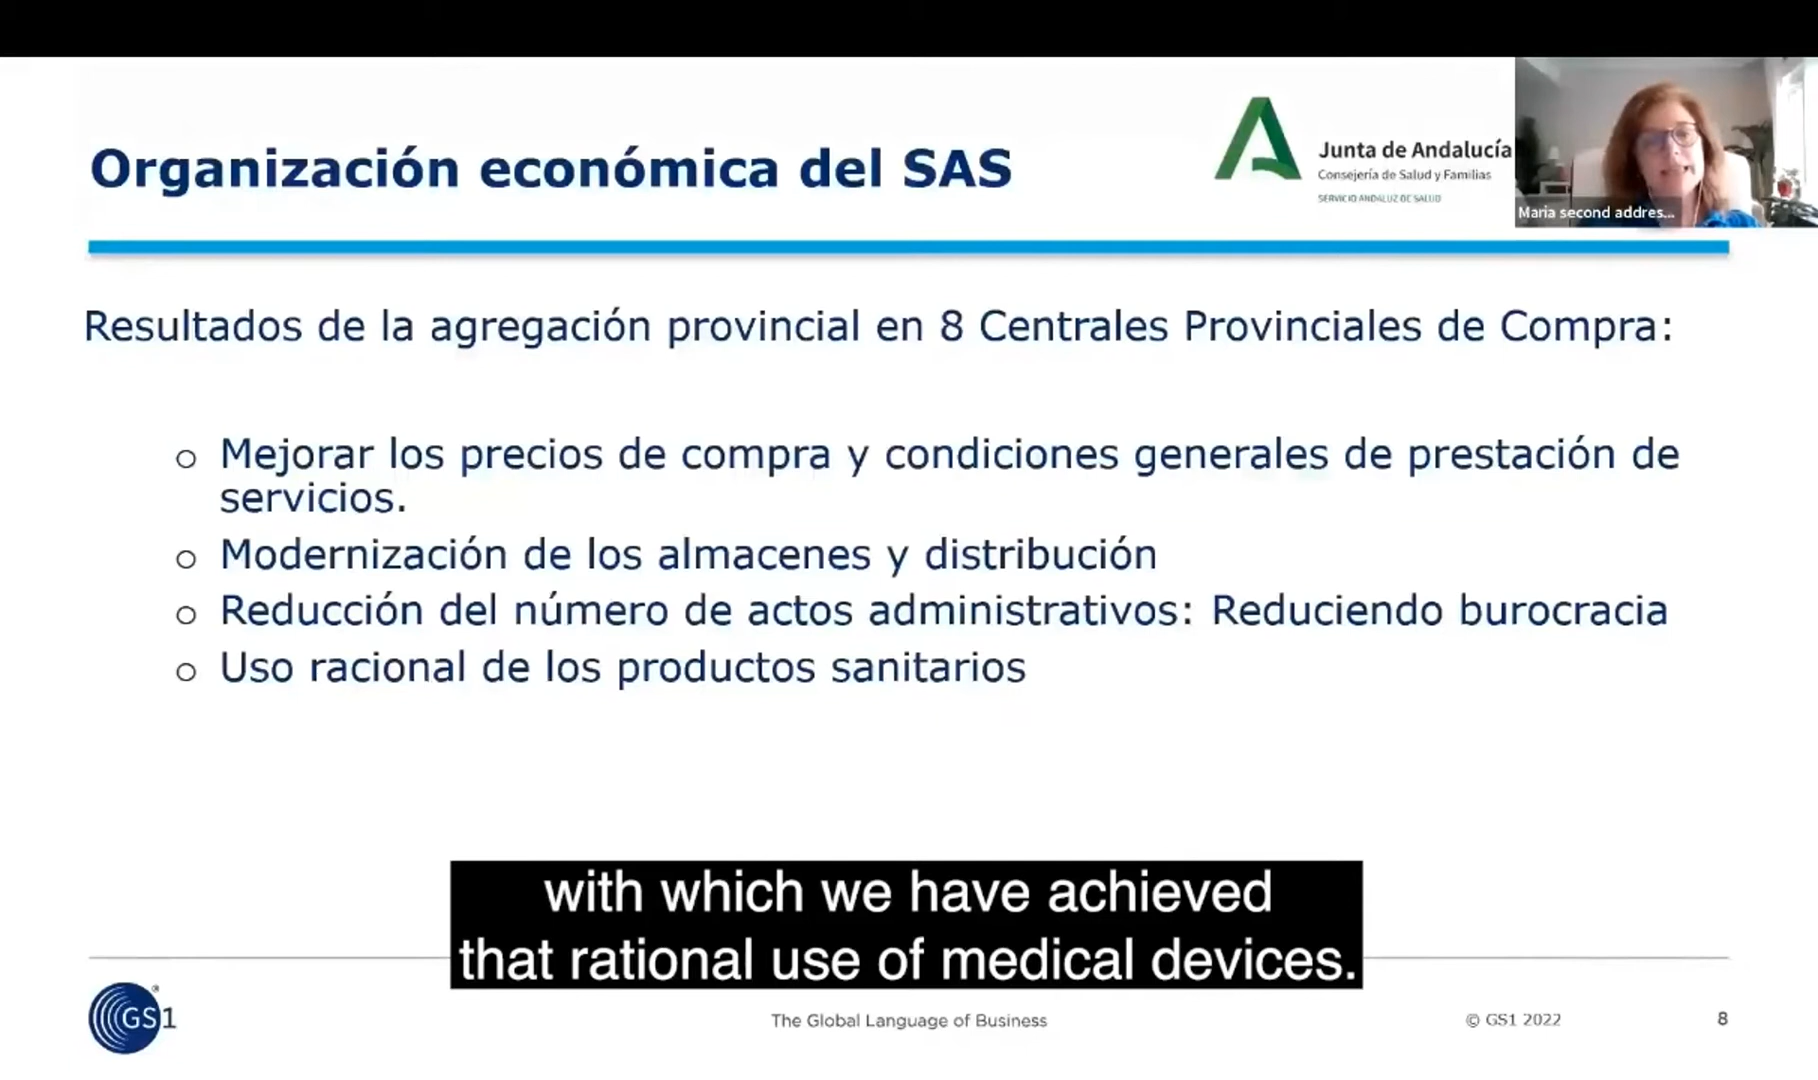 Organización económica del SAS
Junta de Andalucía
Consejería de Salud y Familias
SERVICIO ANDALUZ DE SALUD
Maria second addres...
Resultados de la agregación provincial en 8 Centrales Provinciales de Compra:
o Mejorar los precios de compra y condiciones generales de prestación de
servicios.
o Modernización de los almacenes y distribución
o Reducción del número de actos administrativos: Reduciendo burocracia
o Uso racional de los productos sanitarios
with which we have achieved
that rational use of medical devices.
GS1
The Global Language of Business
© GS1 2022
8